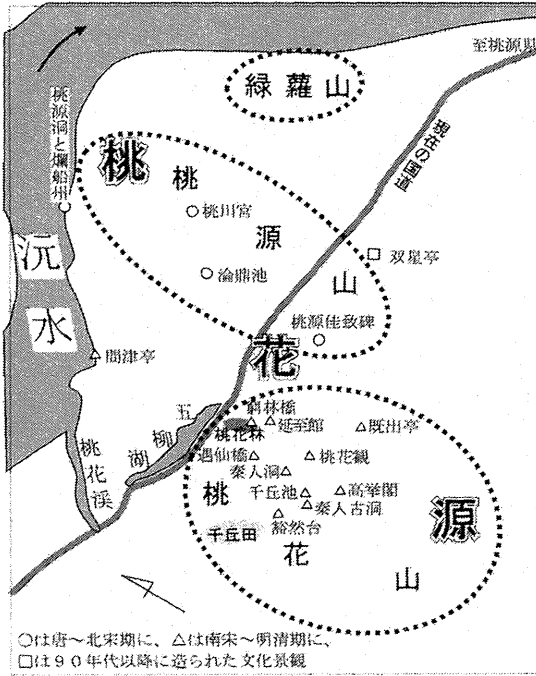 至桃源県
緑蘿山
桃源洞と爛船州
現在の国道
桃
桃源山
桃川宮
双星亭
瀹鼎池
沅水
桃源佳致碑
問津亭
花
五柳湖
窮林橋
延至館
既出亭
桃花林
遇仙橋
桃花観
秦人洞
桃花渓
桃花山
千丘池
高挙閣
秦人古洞
源
千丘田
豁然台
○は唐～北宋期に、△は南宋～明清期に、
□は９０年代以降に造られた文化景観